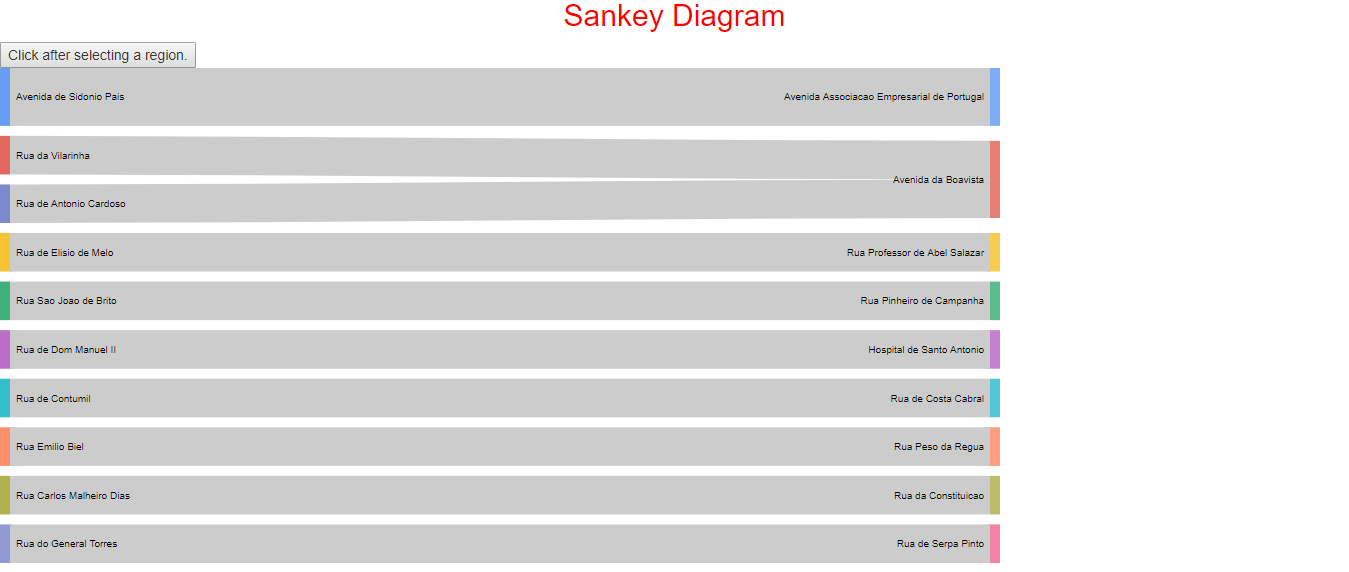 Sankey Diagram
Click after selecting a region.
Avenida de Sidonio Pais
Avenida Associacao Empresarial de Portugal
Rua da Vilarinha
Avenida da Boavista
Rua de Antonio Cardoso
Rua de Elisio de Melo
Rua Professor de Abel Salazar
Rua Sao Joao de Brito
Rua Pinheiro de Campanha
Rua de Dom Manuel II
Hospital de Santo Antonio
Rua de Contumil
Rua de Costa Cabral
Rua Emilio Biel
Rua Peso da Regua
Rua Carlos Malheiro Dias
Rua da Constituicao
Rua do General Torres
Rua de Serpa Pinto